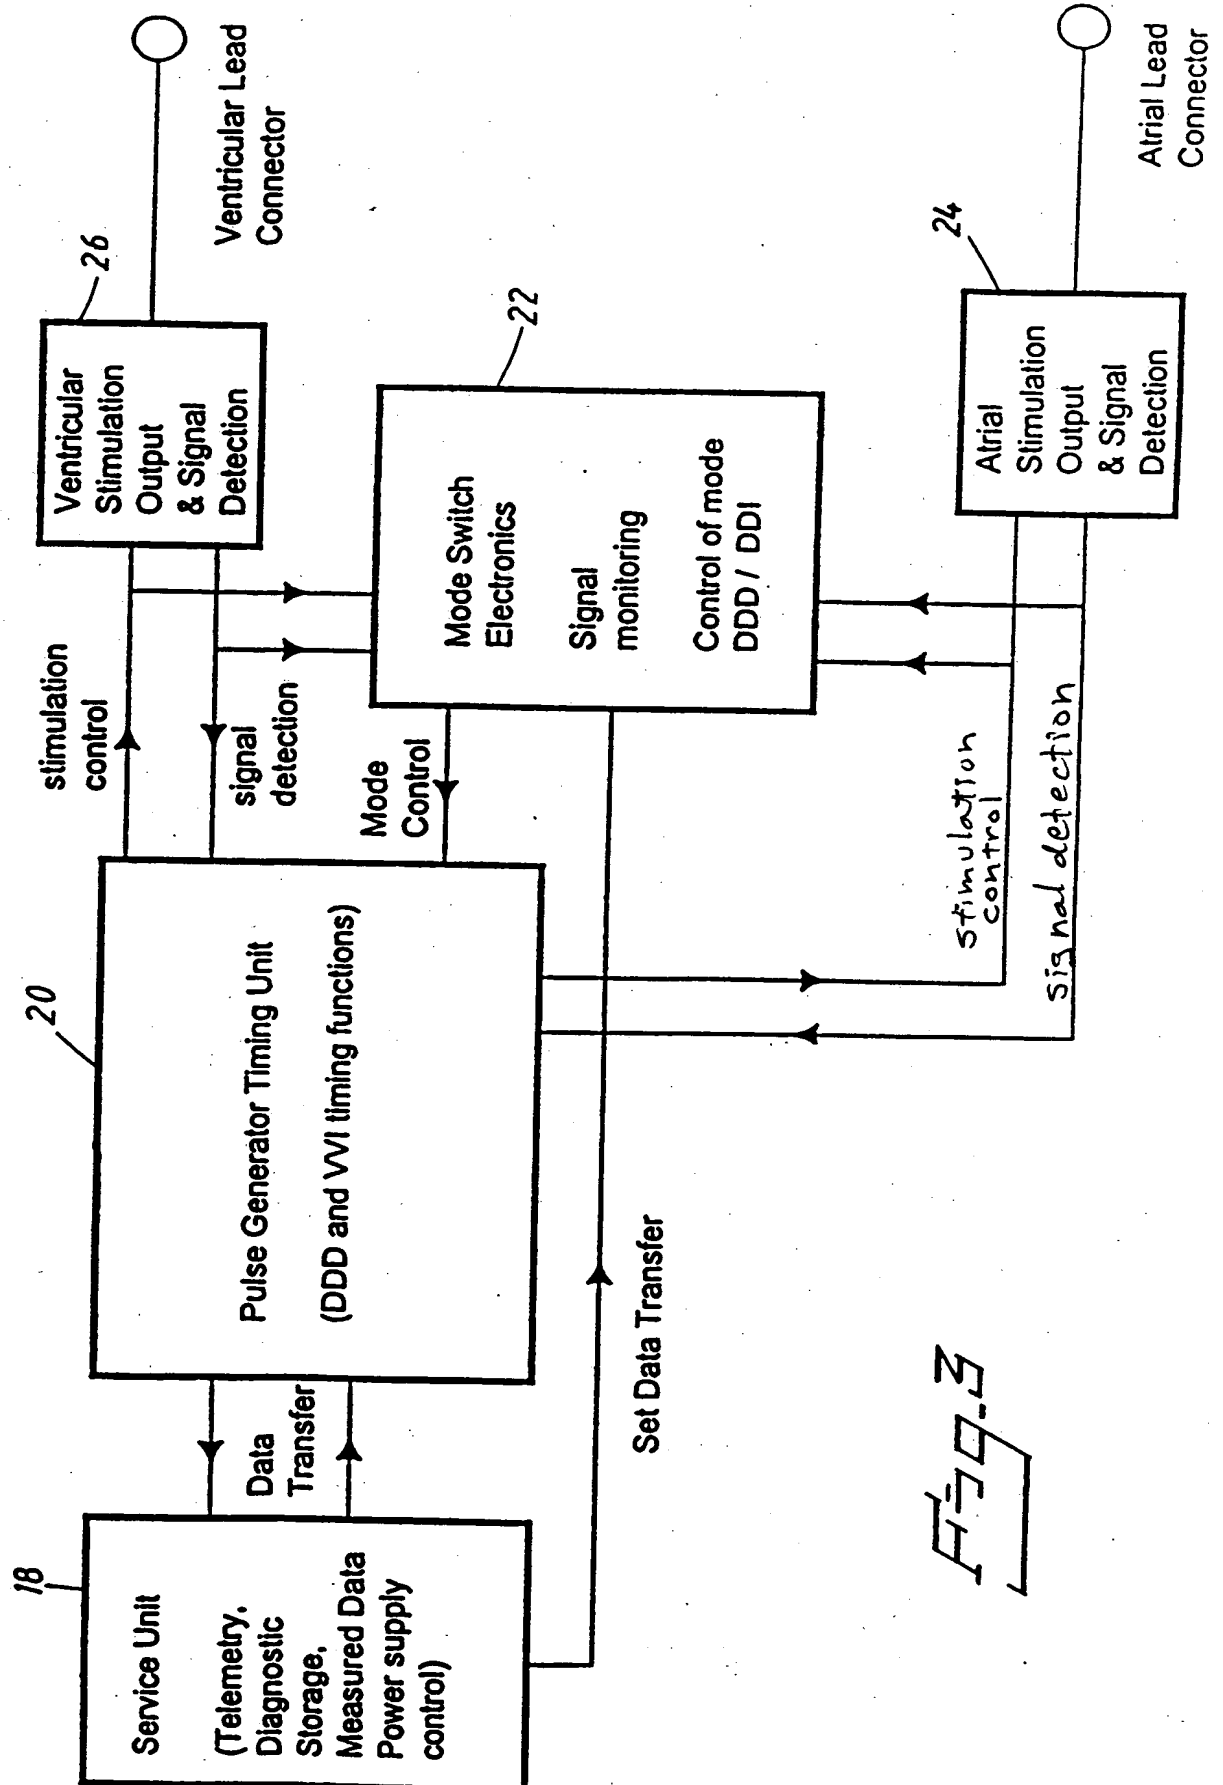 18
Service Unit
(Telemetry,
Diagnostic
Storage,
Measured Data
Power supply
control)
Data
Transfer
20
Pulse Generator Timing Unit
(DDD and VVI timing functions)
Set Data Transfer
stimulation
control
signal
detection
Mode
Control
22
Mode Switch
Electronics
Signal
monitoring
Control of mode
DDD / DDI
stimulation
control
signal detection
26
Ventricular
Stimulation
Output
& Signal
Detection
Ventricular Lead
Connector
24
Atrial
Stimulation
Output
& Signal
Detection
Atrial Lead
Connector
Fig. 3